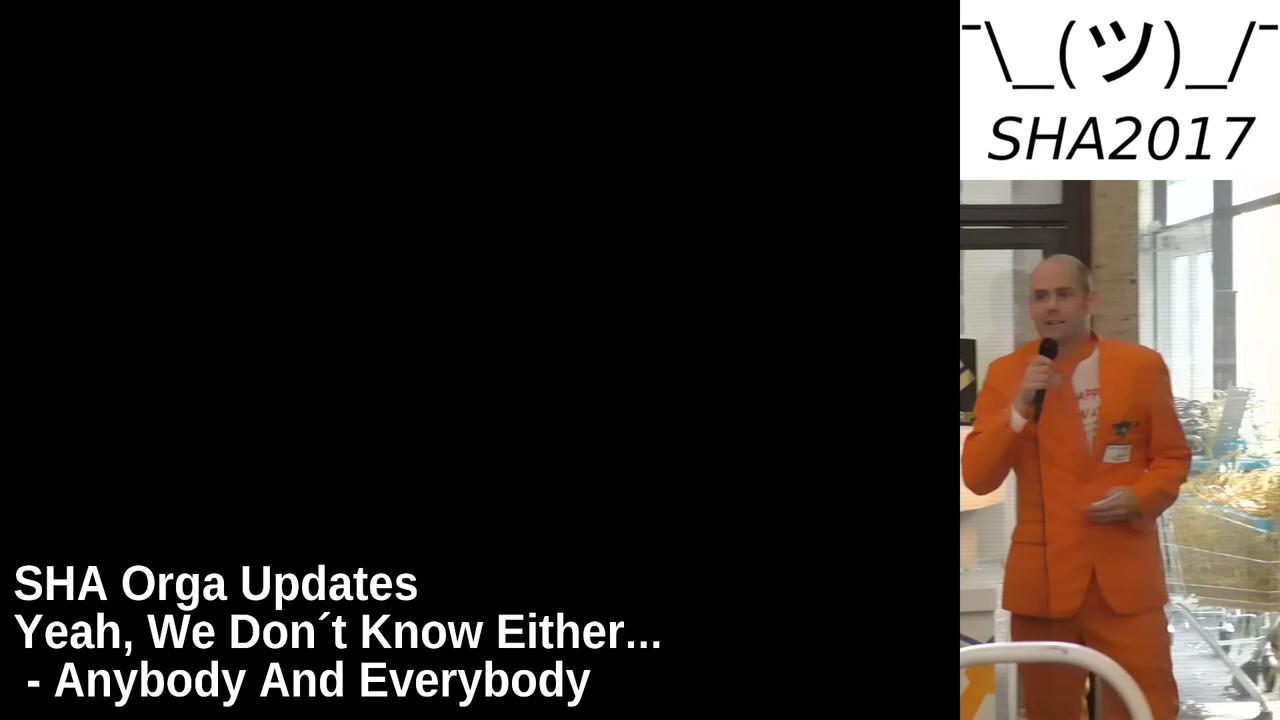 ¯\_(ツ)_/¯
SHA2017
SHA Orga Updates
Yeah, We Don´t Know Either...
- Anybody And Everybody